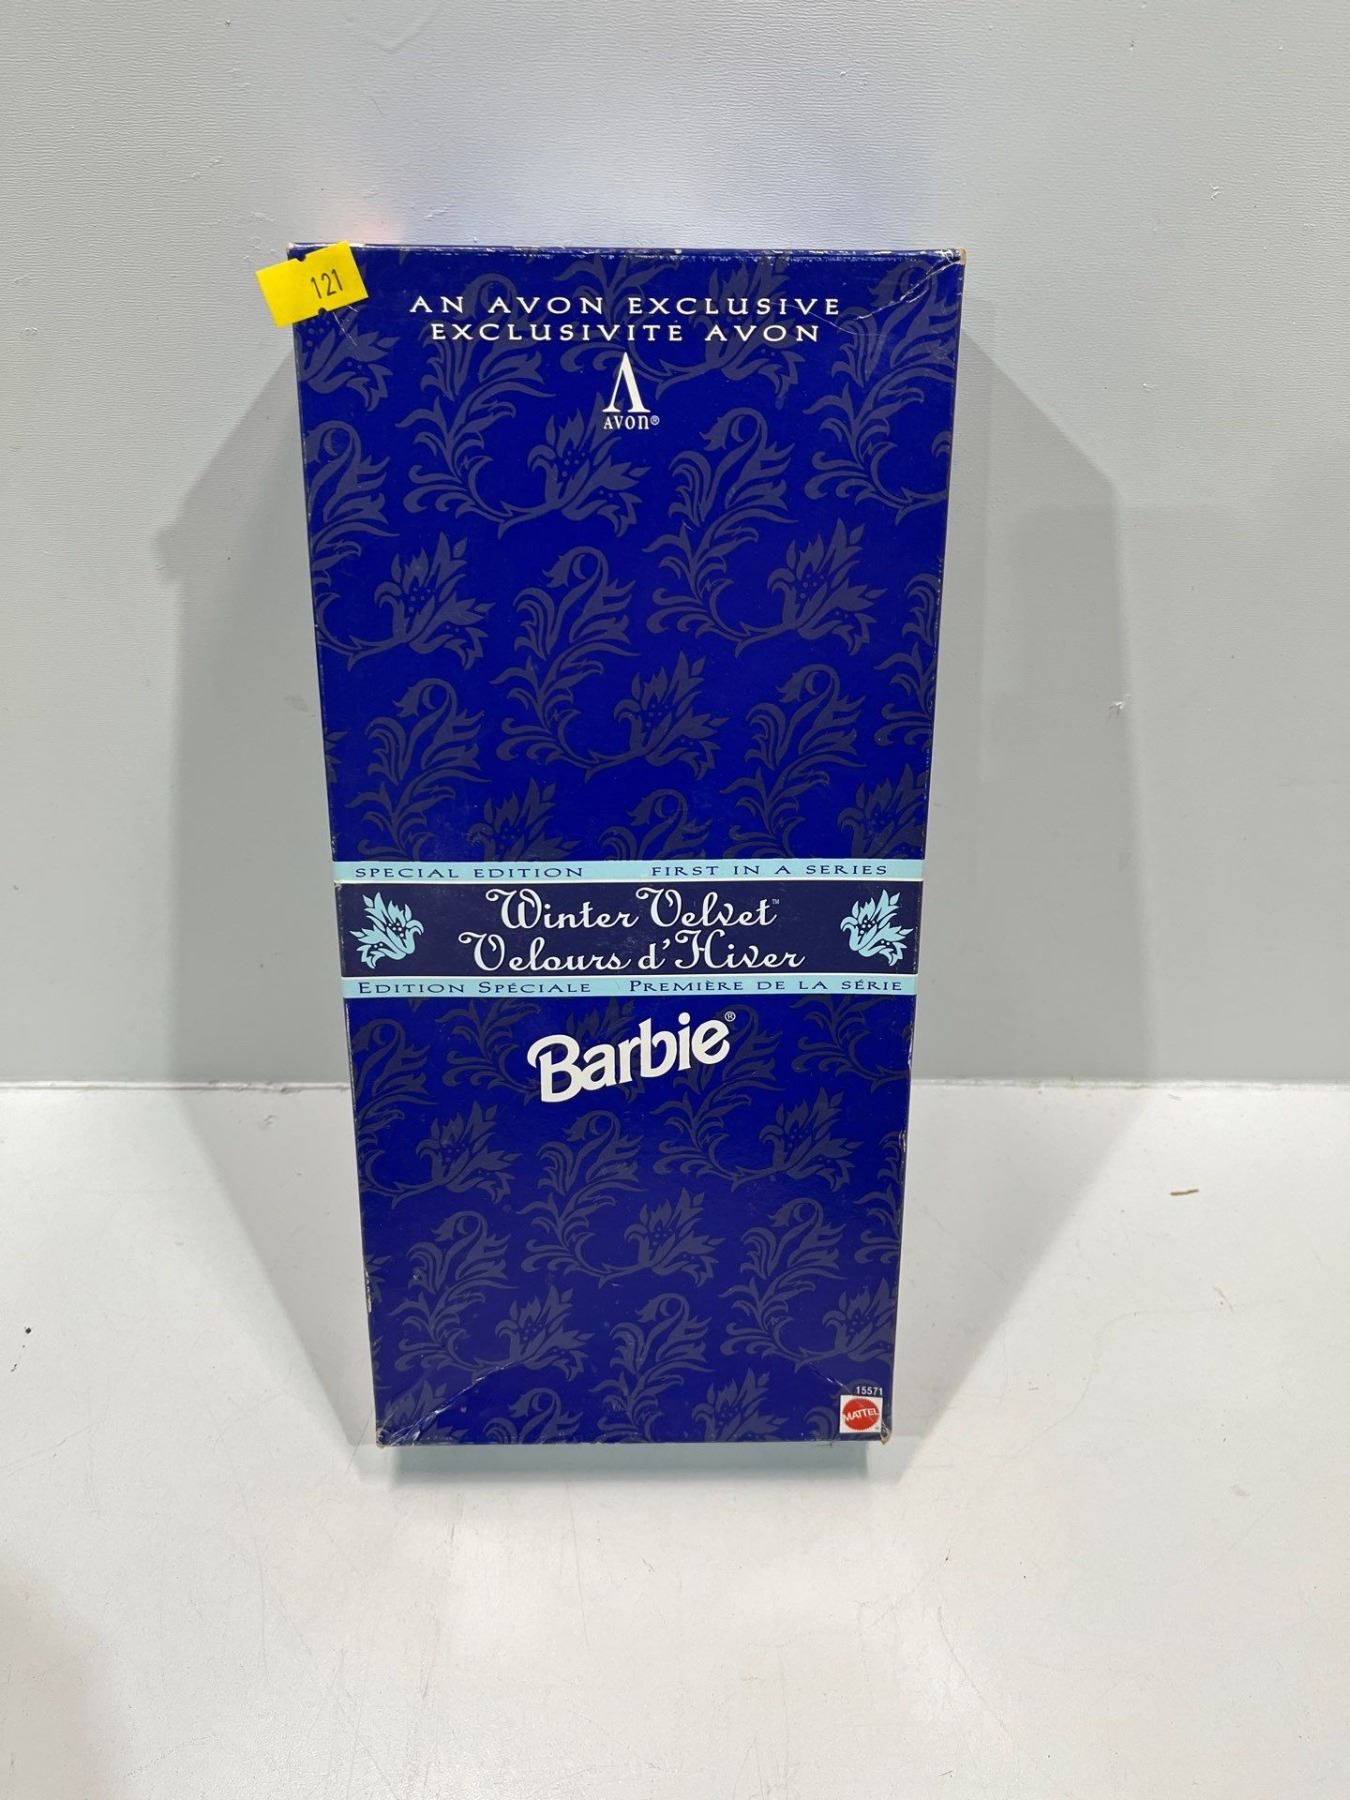 121
AN AVON EXCLUSIVE
EXCLUSIVITÉ AVON
AVON®
SPECIAL EDITION FIRST IN A SERIES
Winter Velvet™
Velours d'Hiver
EDITION SPÉCIALE PREMIÈRE DE LA SÉRIE
Barbie®
15571
MATTEL